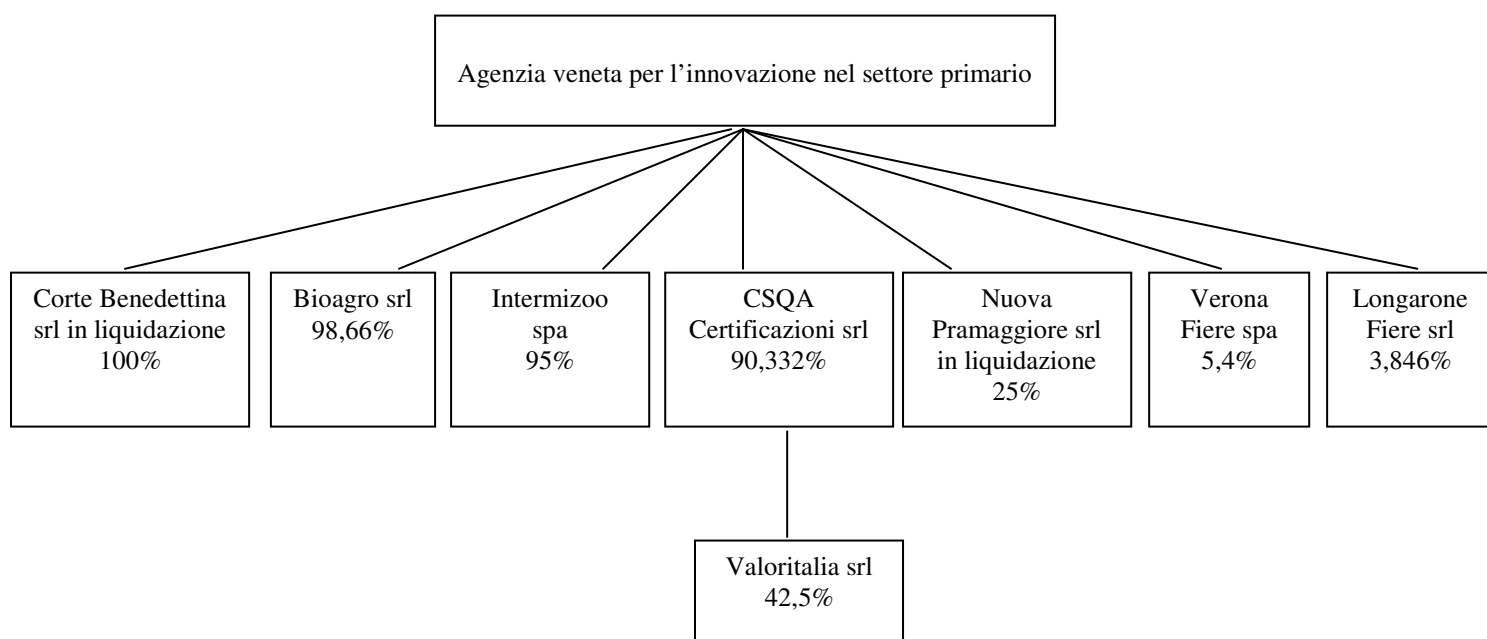 Agenzia veneta per l’innovazione nel settore primario
Corte Benedettina
srl in liquidazione
100%
Bioagro srl
98,66%
Intermizoo
spa
95%
CSQA
Certificazioni srl
90,332%
Nuova
Pramaggiore srl
in liquidazione
25%
Verona
Fiere spa
5,4%
Longarone
Fiere srl
3,846%
Valoritalia srl
42,5%